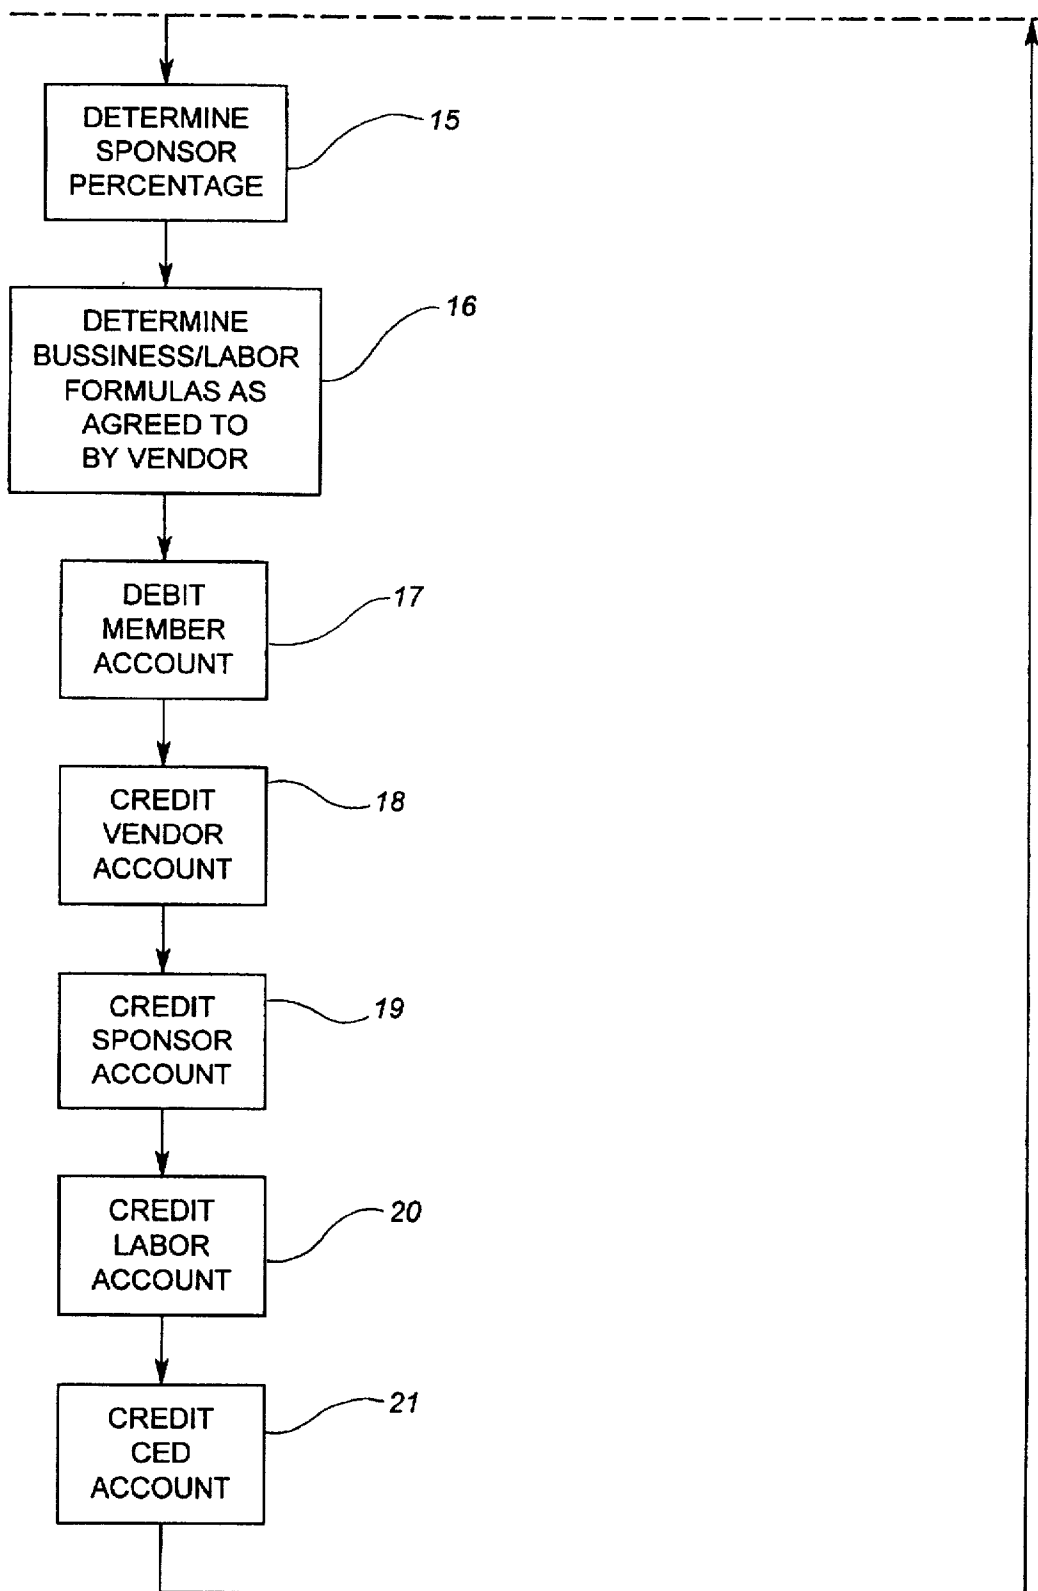 DETERMINE
SPONSOR
PERCENTAGE
15
DETERMINE
BUSSINESS/LABOR
FORMULAS AS
AGREED TO
BY VENDOR
16
DEBIT
MEMBER
ACCOUNT
17
CREDIT
VENDOR
ACCOUNT
18
CREDIT
SPONSOR
ACCOUNT
19
CREDIT
LABOR
ACCOUNT
20
CREDIT
CED
ACCOUNT
21